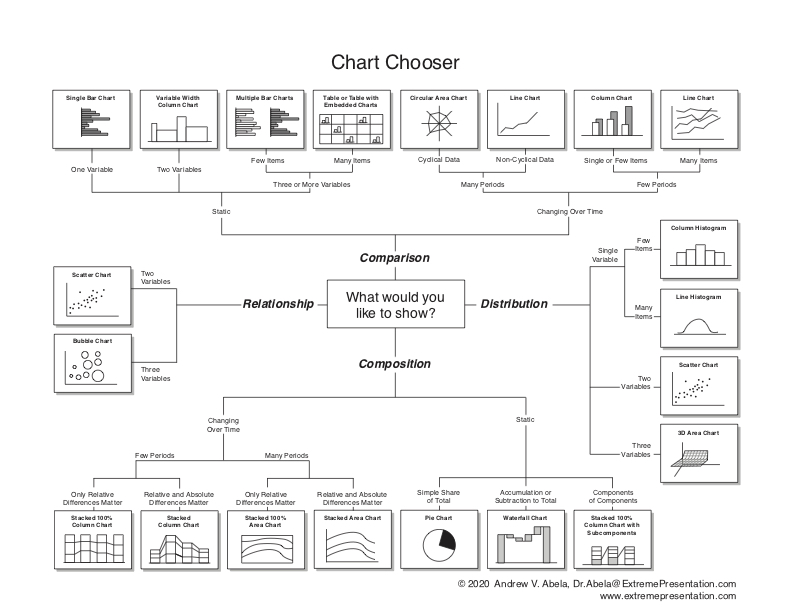 Chart Chooser
Single Bar Chart
Variable Width
Column Chart
Multiple Bar Charts
Table or Table with
Embedded Charts
Circular Area Chart
Line Chart
Column Chart
Line Chart
One Variable
Two Variables
Few Items
Many Items
Cyclical Data
Non-Cyclical Data
Single or Few Items
Many Items
Three or More Variables
Many Periods
Few Periods
Static
Changing Over Time
Comparison
Scatter Chart
Two
Variables
Bubble Chart
Three
Variables
Relationship
What would you
like to show?
Distribution
Single
Variable
Few
Items
Column Histogram
Many
Items
Line Histogram
Two
Variables
Scatter Chart
Three
Variables
3D Area Chart
Composition
Changing
Over Time
Static
Few Periods
Many Periods
Only Relative
Differences Matter
Relative and Absolute
Differences Matter
Only Relative
Differences Matter
Relative and Absolute
Differences Matter
Simple Share
of Total
Accumulation or
Subtraction to Total
Components
of Components
Stacked 100%
Column Chart
Stacked
Column Chart
Stacked 100%
Area Chart
Stacked Area Chart
Pie Chart
Waterfall Chart
Stacked 100%
Column Chart with
Subcomponents
© 2020 Andrew V. Abela, Dr.Abela@ExtremePresentation.com
www.extremepresentation.com